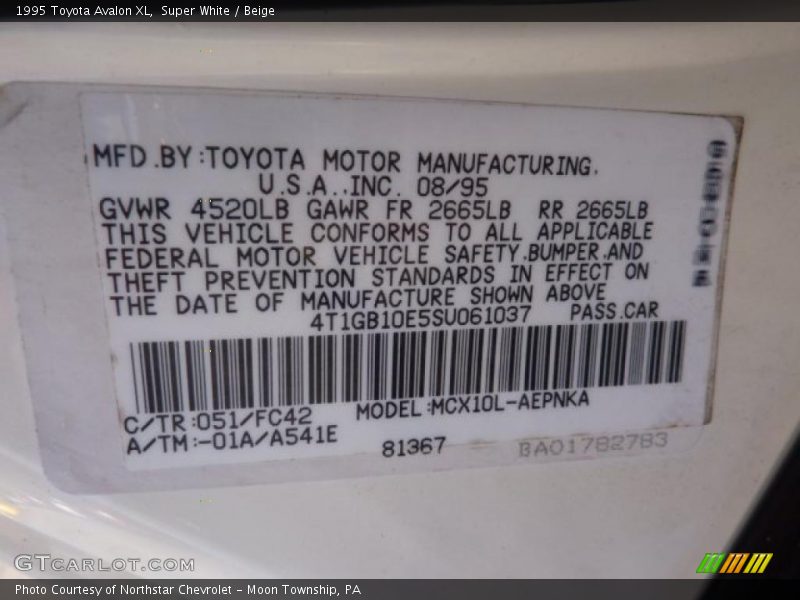 1995 Toyota Avalon XL, Super White / Beige
MFD.BY:TOYOTA MOTOR MANUFACTURING,
U.S.A.,INC. 08/95
GVWR 4520LB GAWR FR 2665LB RR 2665LB
THIS VEHICLE CONFORMS TO ALL APPLICABLE
FEDERAL MOTOR VEHICLE SAFETY,BUMPER,AND
THEFT PREVENTION STANDARDS IN EFFECT ON
THE DATE OF MANUFACTURE SHOWN ABOVE
4T1GB10E5SU061037 PASS.CAR
C/TR:051/FC42 MODEL:MCX10L-AEPNKA
A/TM:-01A/A541E
81367 BA01782783
GTCARLOT.COM
Photo Courtesy of Northstar Chevrolet - Moon Township, PA